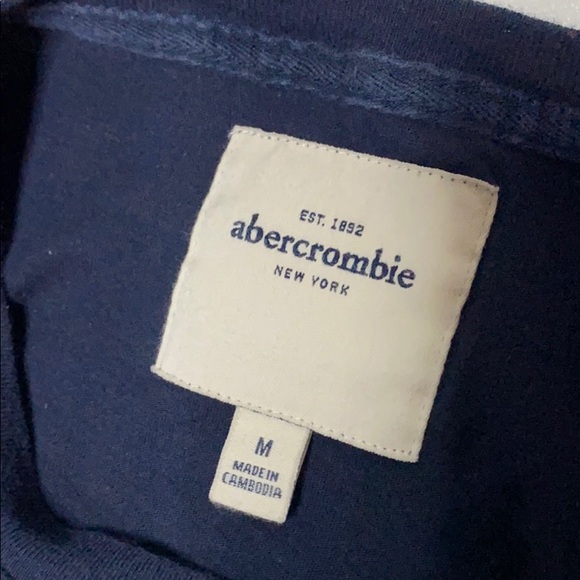 EST. 1892
abercrombie
NEW YORK
M
MADE IN
CAMBODIA